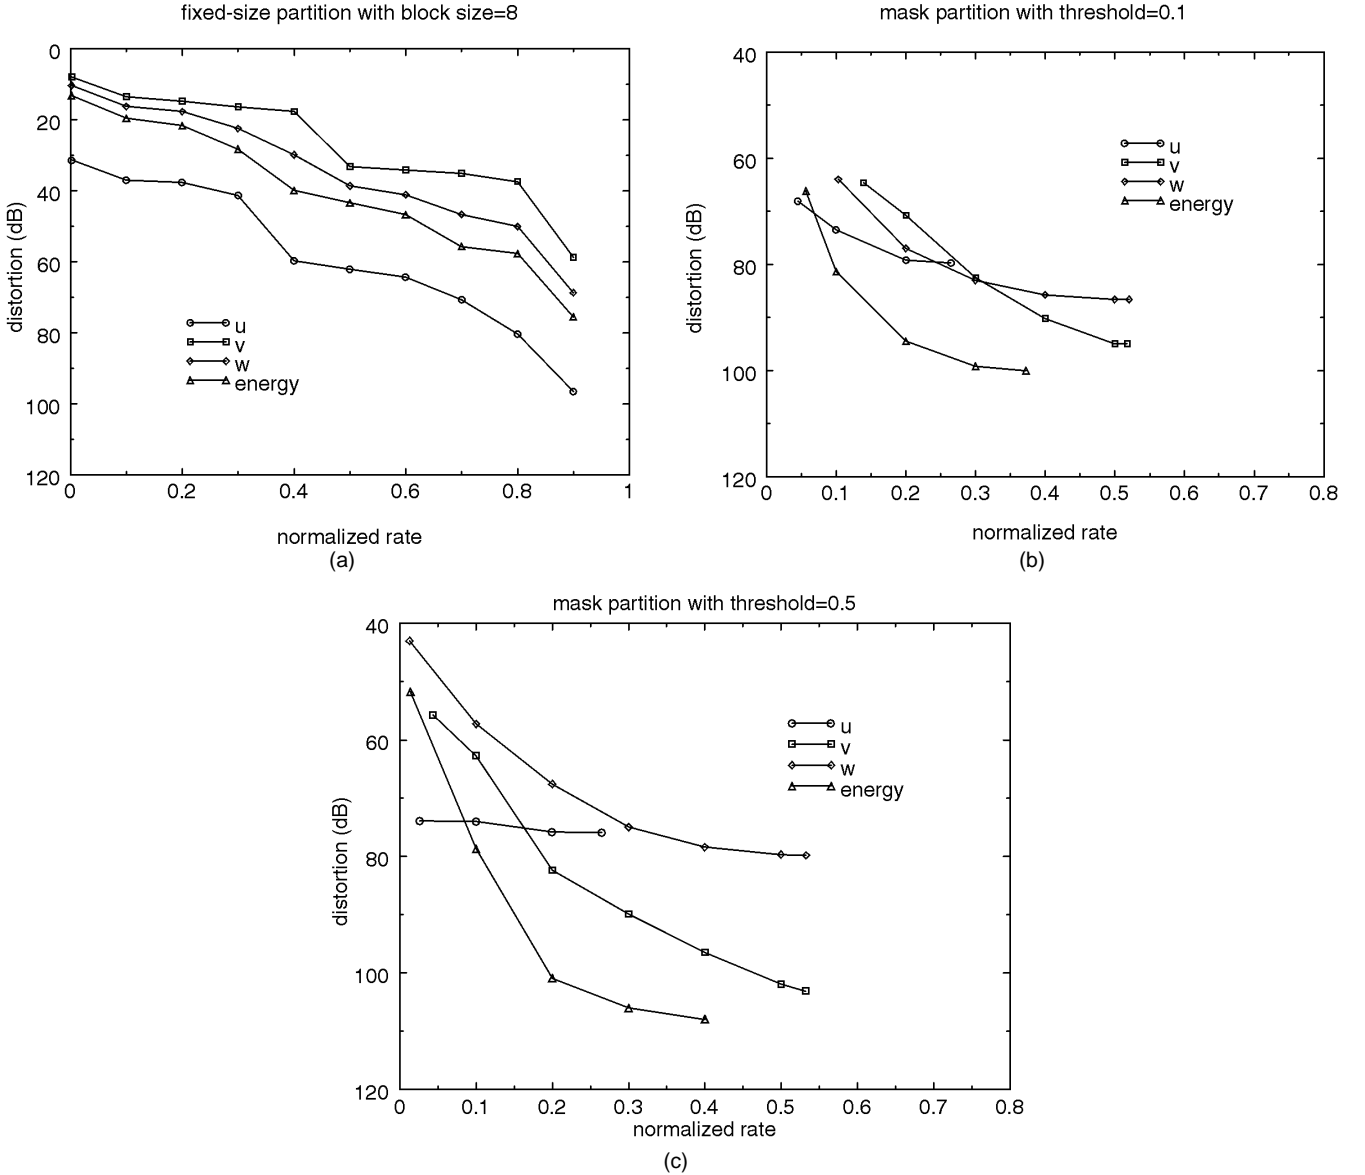 fixed-size partition with block size=8
0
20
40
60
80
100
120
distortion (dB)
u
v
w
energy
0 0.2 0.4 0.6 0.8 1
normalized rate
(a)
mask partition with threshold=0.1
40
60
80
100
120
distortion (dB)
u
v
w
energy
0 0.1 0.2 0.3 0.4 0.5 0.6 0.7 0.8
normalized rate
(b)
mask partition with threshold=0.5
40
60
80
100
120
distortion (dB)
u
v
w
energy
0 0.1 0.2 0.3 0.4 0.5 0.6 0.7 0.8
normalized rate
(c)